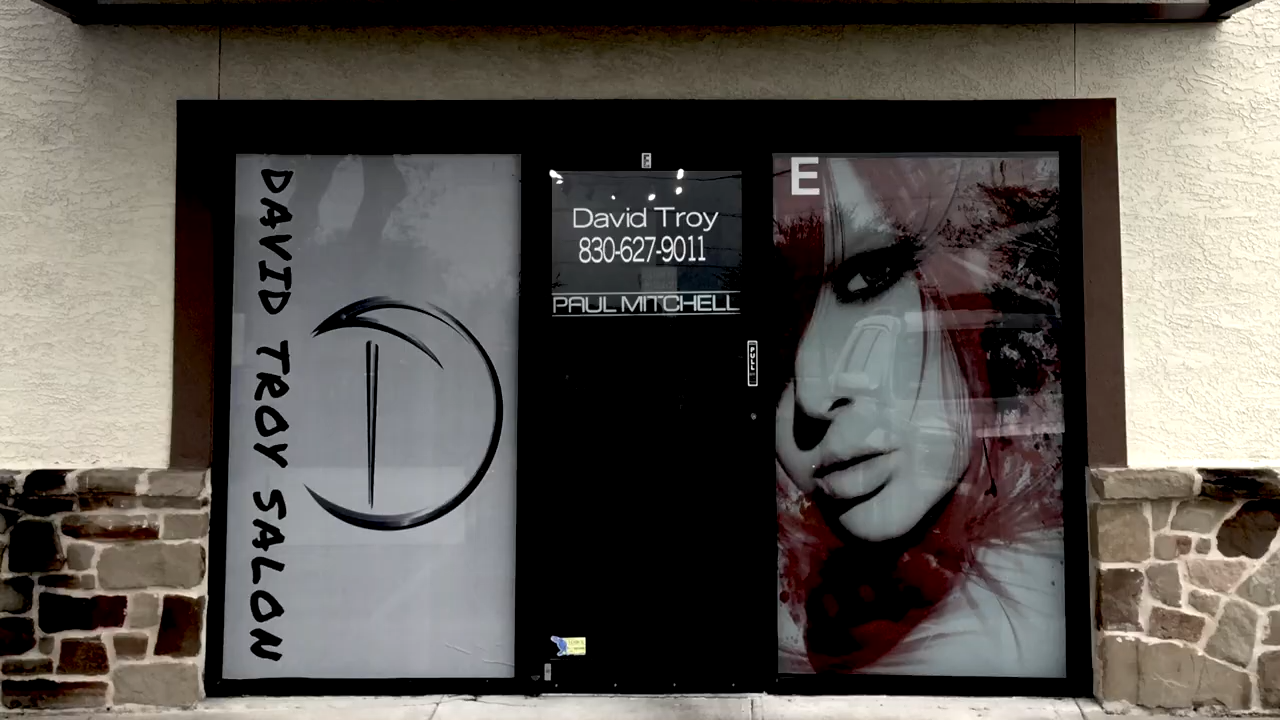 DAVID TROY SALON
E
David Troy
830-627-9011
PAUL MITCHELL
PULL
E